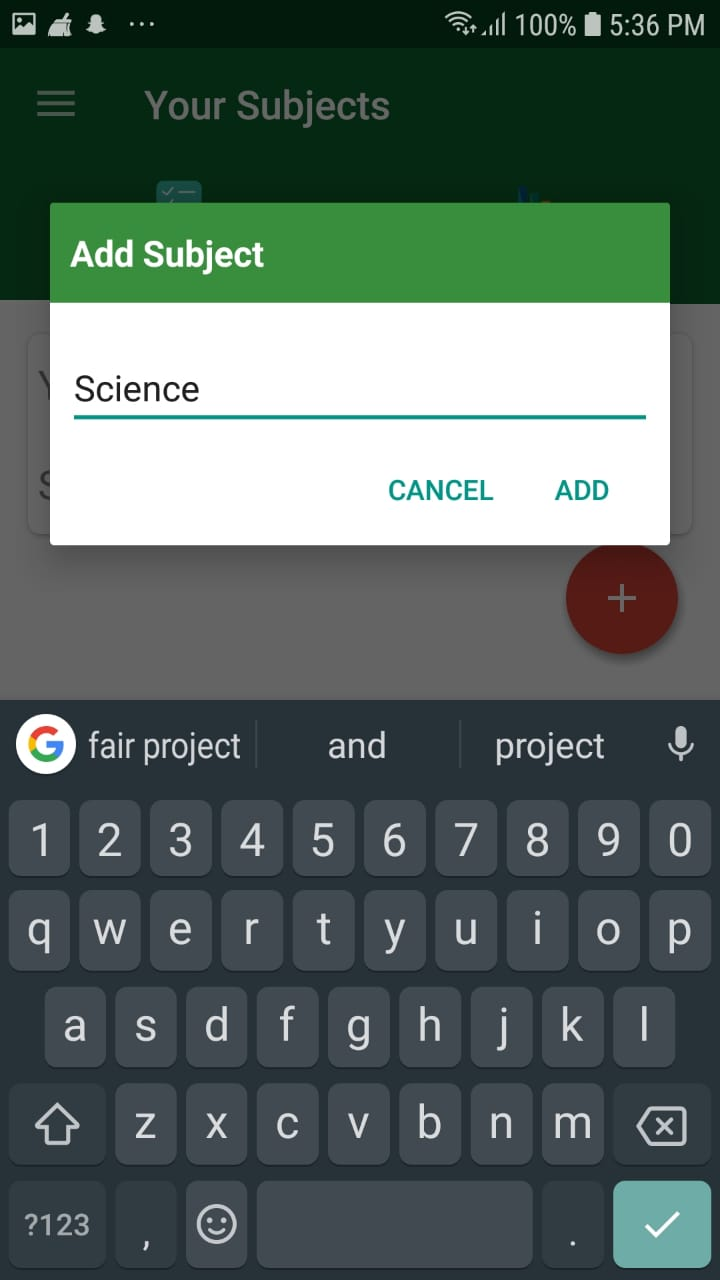 100% 5:36 PM
Your Subjects
Add Subject
Science
CANCEL ADD
fair project and project
1 2 3 4 5 6 7 8 9 0
q w e r t y u i o p
a s d f g h j k l
z x c v b n m
?123 , .